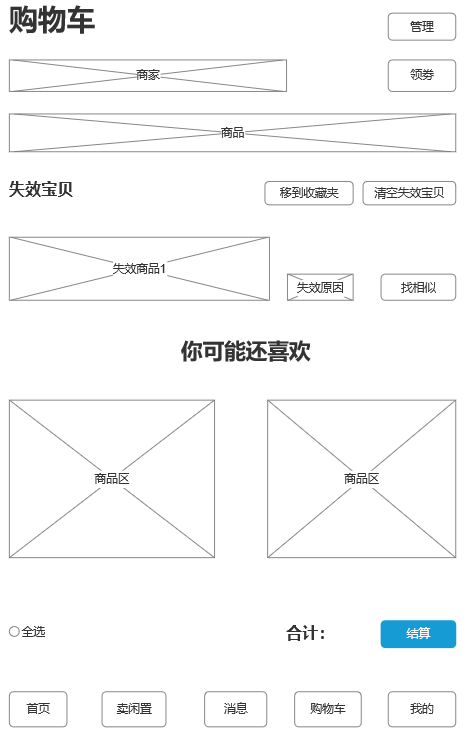 购物车
管理
商家
领券
商品
失效宝贝
移到收藏夹
清空失效宝贝
失效商品1
失效原因
找相似
你可能还喜欢
商品区
商品区
全选
合计：
结算
首页
卖闲置
消息
购物车
我的